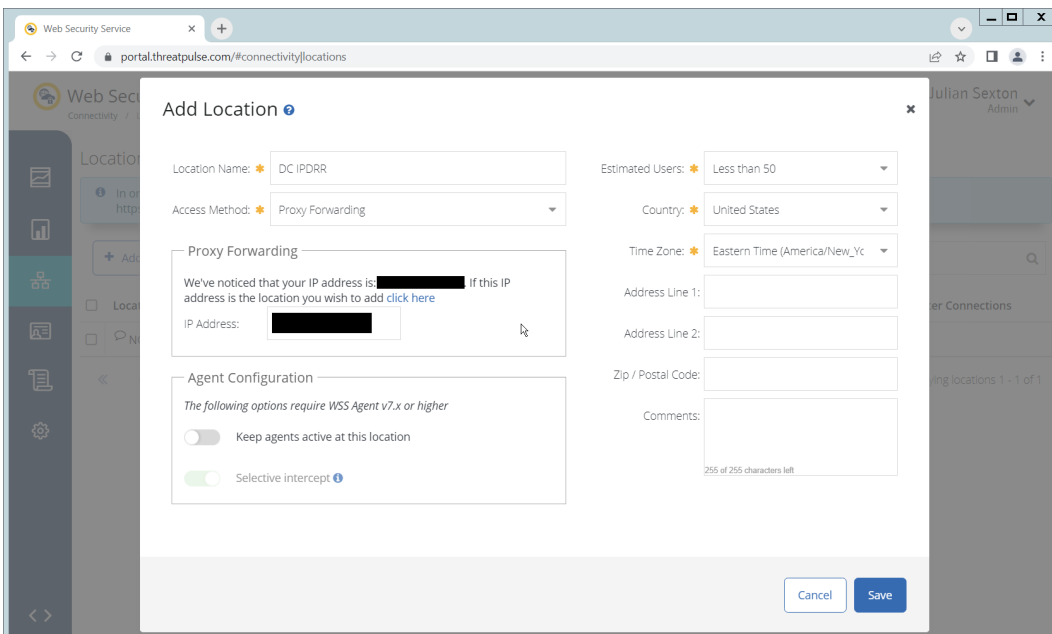 Web Security Service
portal.threatpulse.com/#connectivity|locations
Web Secu
Connectivity /
Julian Sexton
Admin
Location
In or
http
+ Add
Locat
er Connections
N
ing locations 1 - 1 of 1
Add Location
Location Name: * DC IPDRR
Access Method: * Proxy Forwarding
Proxy Forwarding
We've noticed that your IP address is: . If this IP
address is the location you wish to add click here
IP Address:
Agent Configuration
The following options require WSS Agent v7.x or higher
Keep agents active at this location
Selective intercept
Estimated Users: * Less than 50
Country: * United States
Time Zone: * Eastern Time (America/New_Yc
Address Line 1:
Address Line 2:
Zip / Postal Code:
Comments:
255 of 255 characters left
Cancel
Save